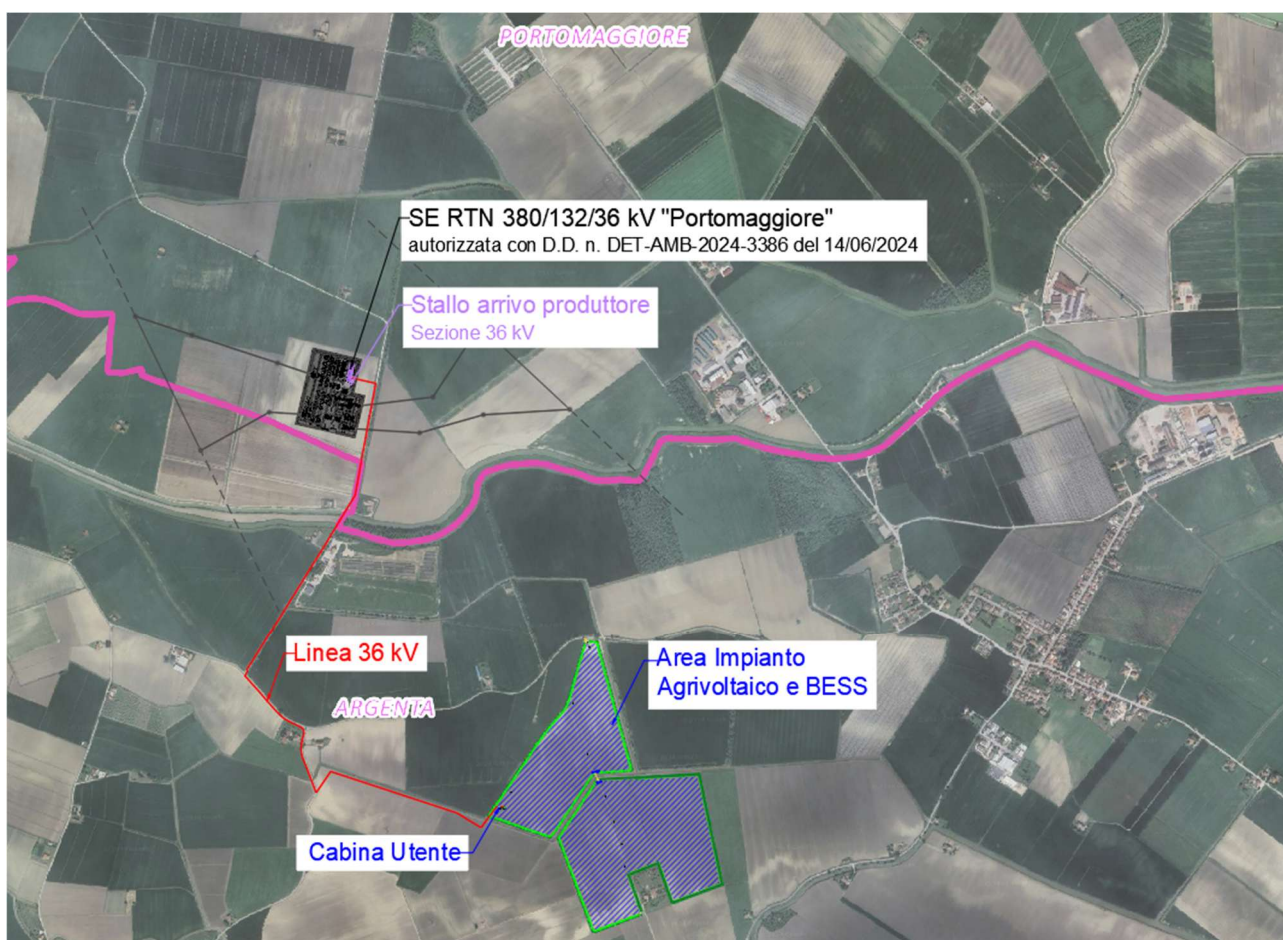 PORTOMAGGIORE
SE RTN 380/132/36 kV "Portomaggiore"
autorizzata con D.D. n. DET-AMB-2024-3386 del 14/06/2024
Stallo arrivo produttore
Sezione 36 kV
Linea 36 kV
Area Impianto
Agrivoltaico e BESS
ARGENTA
Cabina Utente